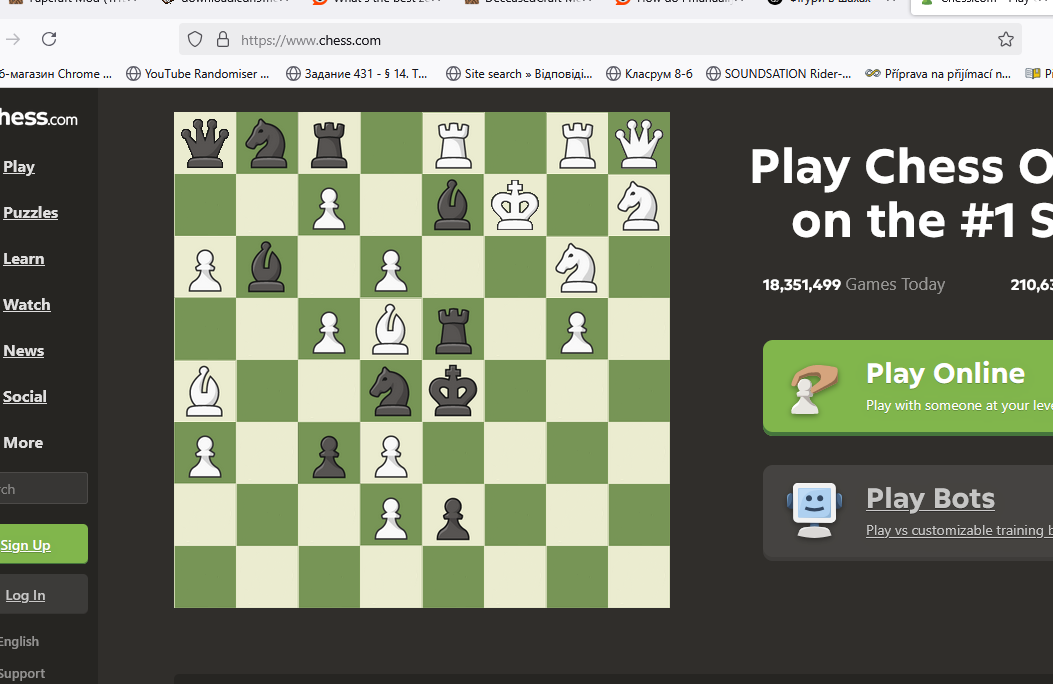 https://www.chess.com
б-магазин Chrome ... YouTube Randomiser ... Задание 431 - § 14. Т... Site search » Відповіді... Класрум 8-б SOUNDSATION Rider-... Příprava na přijímací n...
hess.com
Play
Puzzles
Learn
Watch
News
Social
More
rch
Sign Up
Log In
English
Support
Play Chess O
on the #1 S
18,351,499 Games Today 210,63
Play Online
Play with someone at your leve
Play Bots
Play vs customizable training b